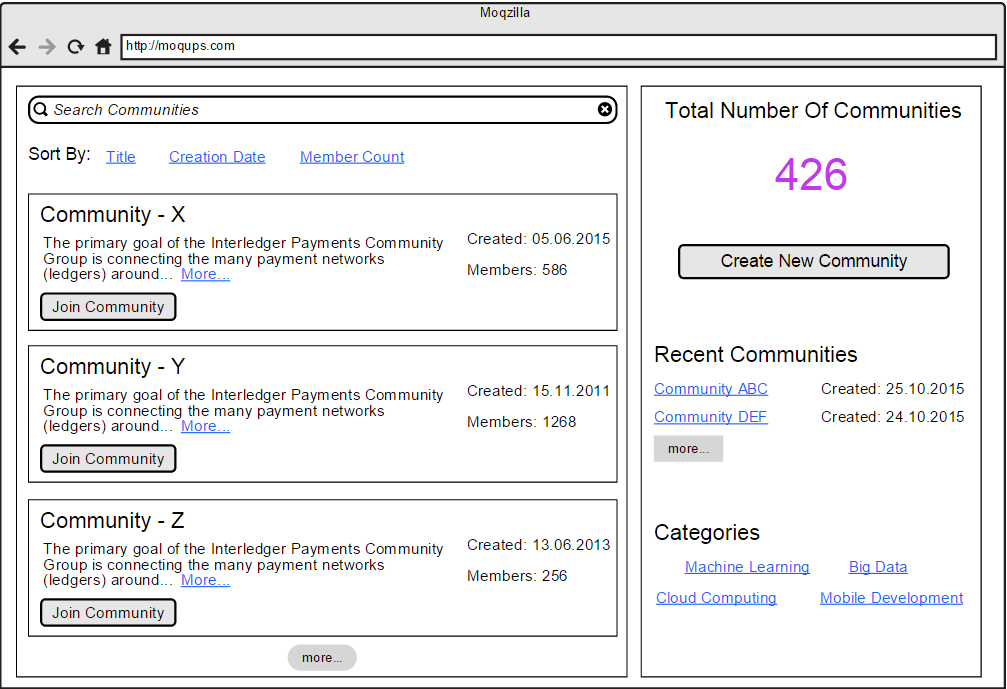 Moqzilla
http://moqups.com
Search Communities
Sort By: Title Creation Date Member Count
Community - X
The primary goal of the Interledger Payments Community
Group is connecting the many payment networks
(ledgers) around... More...
Created: 05.06.2015
Members: 586
Join Community
Community - Y
The primary goal of the Interledger Payments Community
Group is connecting the many payment networks
(ledgers) around... More...
Created: 15.11.2011
Members: 1268
Join Community
Community - Z
The primary goal of the Interledger Payments Community
Group is connecting the many payment networks
(ledgers) around... More...
Created: 13.06.2013
Members: 256
Join Community
more...
Total Number Of Communities
426
Create New Community
Recent Communities
Community ABC Created: 25.10.2015
Community DEF Created: 24.10.2015
more...
Categories
Machine Learning Big Data
Cloud Computing Mobile Development